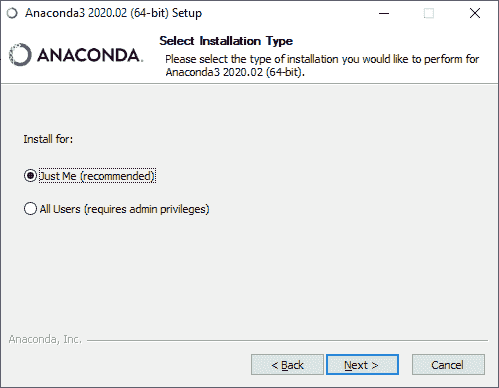 Anaconda3 2020.02 (64-bit) Setup
ANACONDA.
Select Installation Type
Please select the type of installation you would like to perform for
Anaconda3 2020.02 (64-bit).
Install for:
Just Me (recommended)
All Users (requires admin privileges)
Anaconda, Inc.
< Back
Next >
Cancel